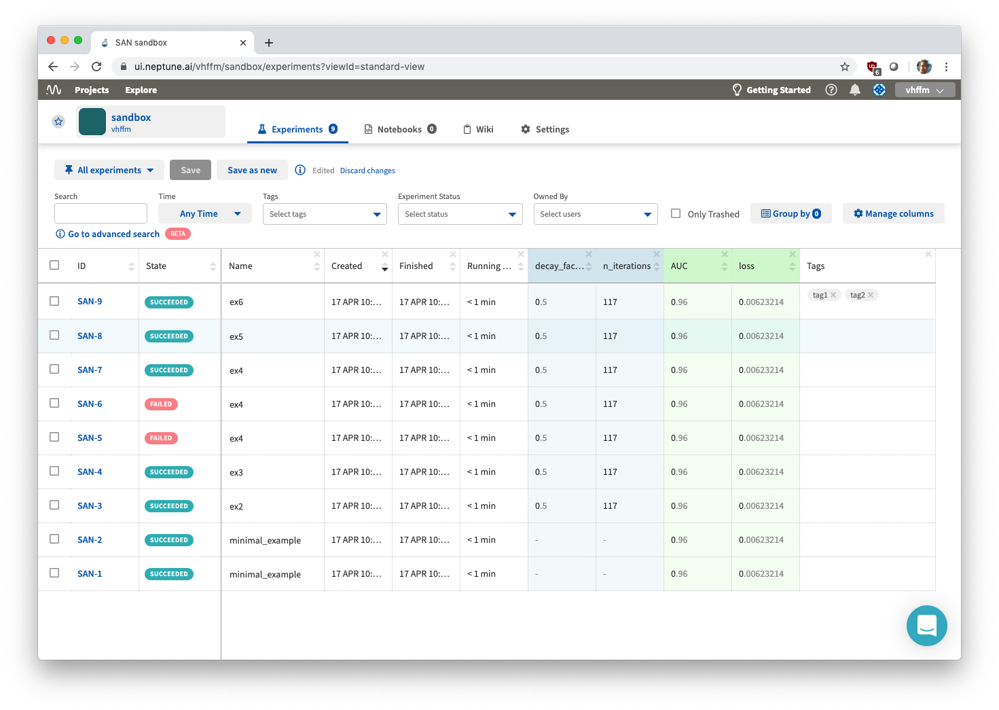 SAN sandbox
ui.neptune.ai/vhffm/sandbox/experiments?viewId=standard-view
6
Projects Explore Getting Started ? vhffm
sandbox
vhffm
Experiments 9 Notebooks 0 Wiki Settings
All experiments Save Save as new Edited Discard changes
Search Time Tags Experiment Status Owned By
Any Time Select tags Select status Select users Only Trashed Group by 0 Manage columns
Go to advanced search BETA
ID State Name Created Finished Running ... decay_fac... n_iterations AUC loss Tags
SAN-9 SUCCEEDED ex6 17 APR 10:... 17 APR 10:... < 1 min 0.5 117 0.96 0.00623214 tag1 tag2
SAN-8 SUCCEEDED ex5 17 APR 10:... 17 APR 10:... < 1 min 0.5 117 0.96 0.00623214
SAN-7 SUCCEEDED ex4 17 APR 10:... 17 APR 10:... < 1 min 0.5 117 0.96 0.00623214
SAN-6 FAILED ex4 17 APR 10:... 17 APR 10:... < 1 min 0.5 117 0.96 0.00623214
SAN-5 FAILED ex4 17 APR 10:... 17 APR 10:... < 1 min 0.5 117 0.96 0.00623214
SAN-4 SUCCEEDED ex3 17 APR 10:... 17 APR 10:... < 1 min 0.5 117 0.96 0.00623214
SAN-3 SUCCEEDED ex2 17 APR 10:... 17 APR 10:... < 1 min 0.5 117 0.96 0.00623214
SAN-2 SUCCEEDED minimal_example 17 APR 10:... 17 APR 10:... < 1 min - - 0.96 0.00623214
SAN-1 SUCCEEDED minimal_example 17 APR 10:... 17 APR 10:... < 1 min - - 0.96 0.00623214